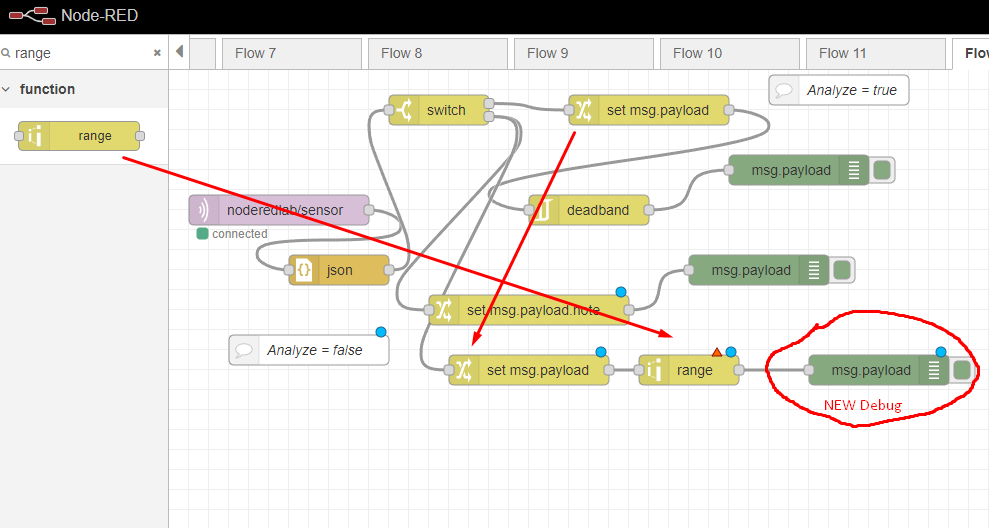 Node-RED
range
Flow 7
Flow 8
Flow 9
Flow 10
Flow 11
Flow
function
range
switch
set msg.payload
Analyze = true
msg.payload
noderedlab/sensor
deadband
connected
json
msg.payload
set msg.payload.note
Analyze = false
set msg.payload
range
msg.payload
NEW Debug